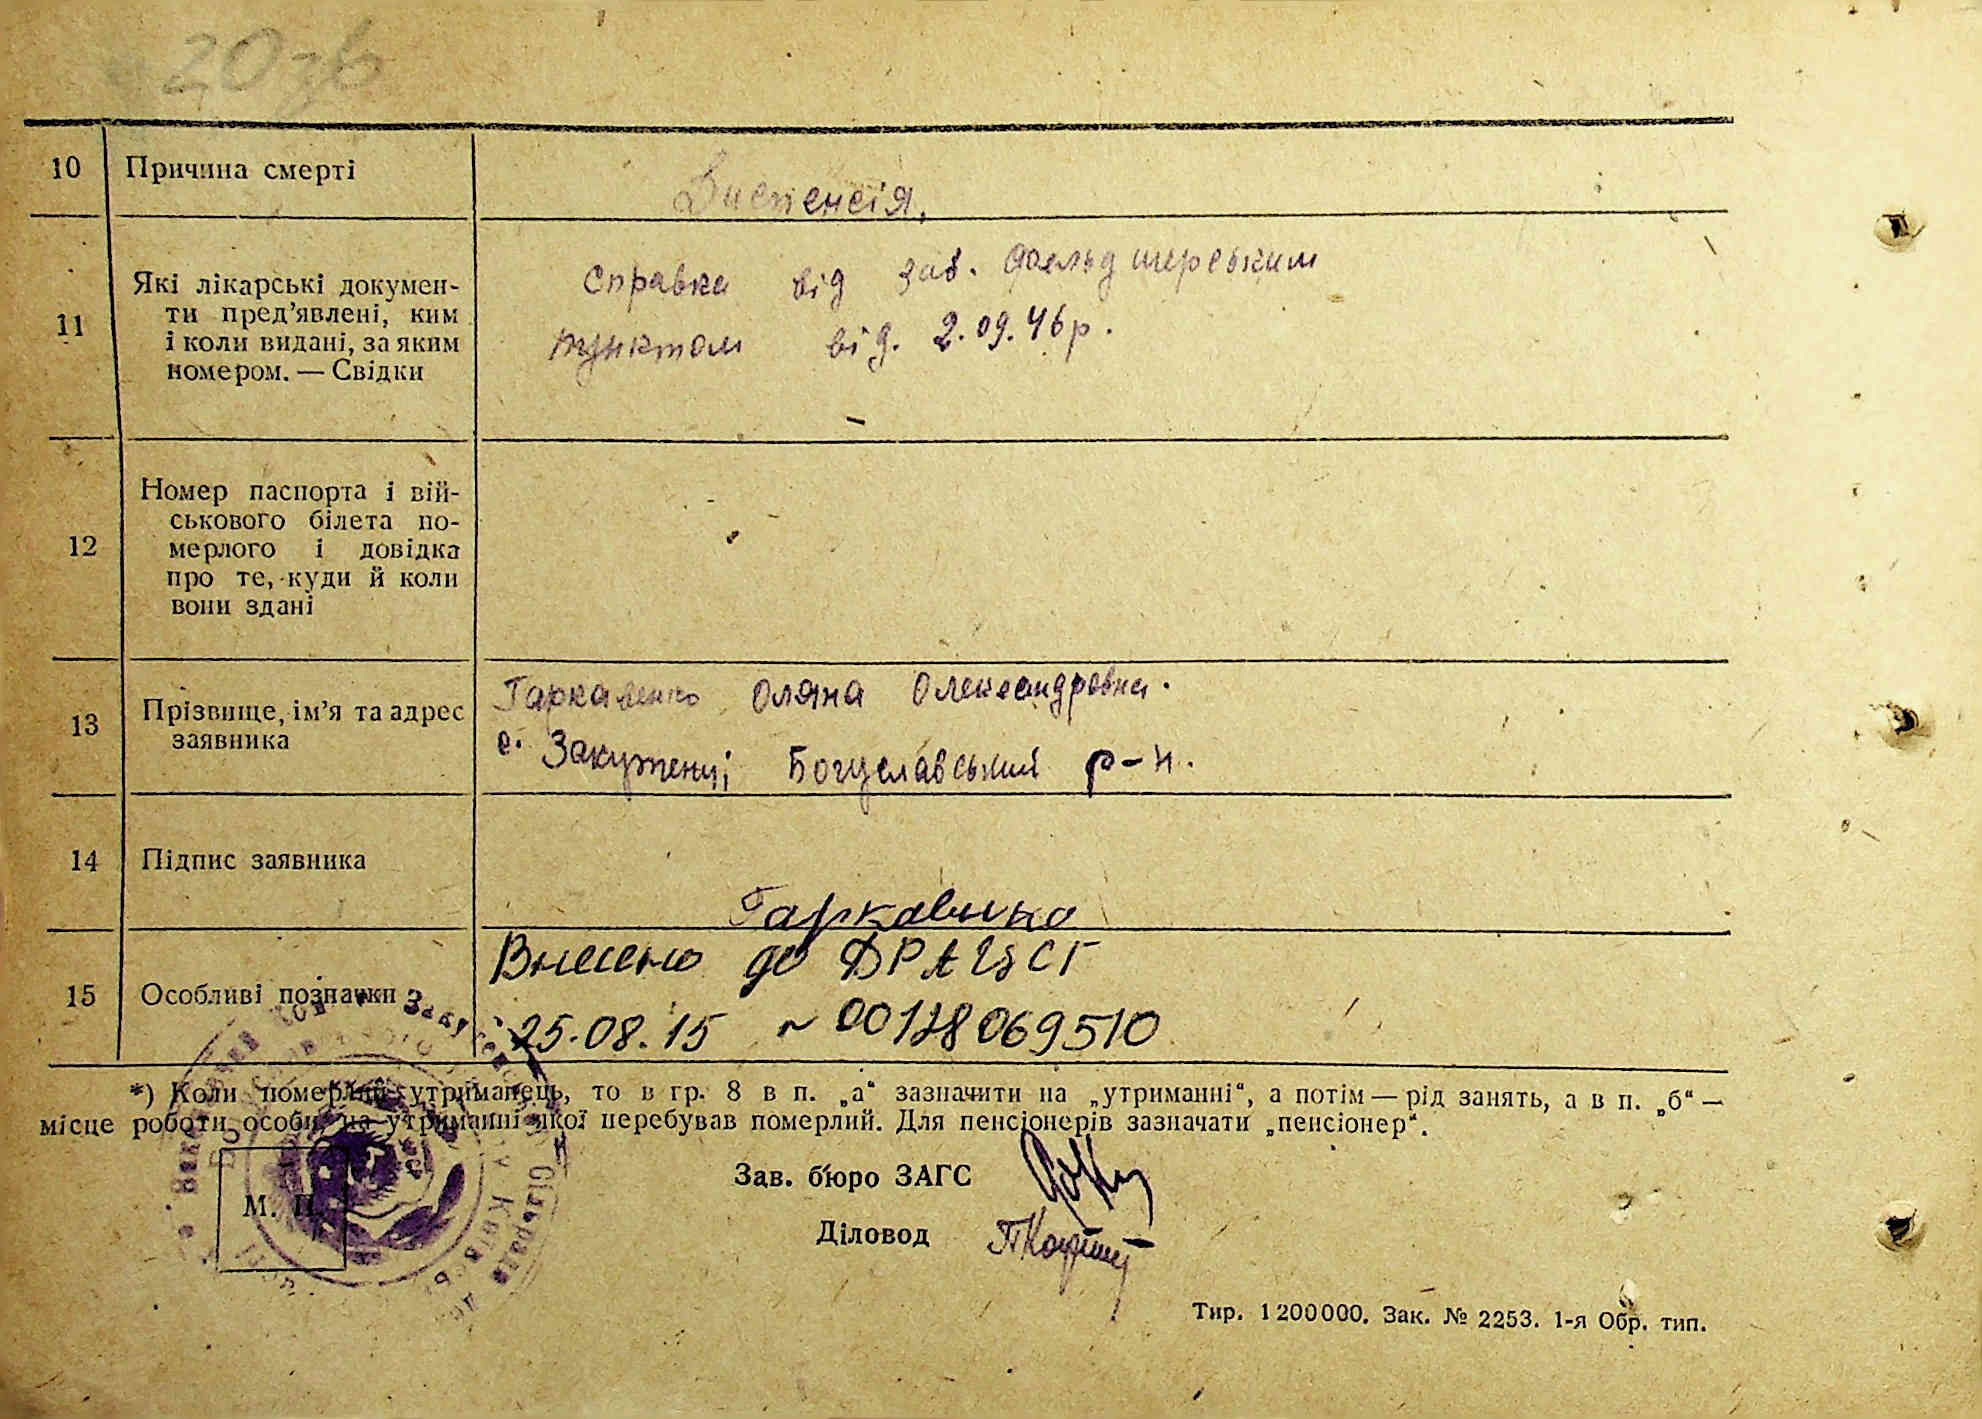 10 Причина смерті
Диспенсія,
11 Які лікарські докумен-
ти пред’явлені, ким
і коли видані, за яким
номером. — Свідки
Справка від зав. фельдшерським
пунктом від. 2.09.46р.
12 Номер паспорта і вій-
ськового білета по-
мерлого і довідка
про те, куди й коли
вони здані
13 Прізвище, ім’я та адрес
заявника
Гаркавенко Оляна Олександровна.
с. Закутенці Богуславський р-н.
14 Підпис заявника
Гаркавенко
15 Особливі позначки
Внесено до ДРАЦСГ
25.08.15 ~ 00128069510
*) Коли померлий утриманець, то в гр. 8 в п. „а“ зазначити на „утриманні“, а потім — рід занять, а в п. „б“ —
місце роботи особи, на утриманні якої перебував померлий. Для пенсіонерів зазначати „пенсіонер“.
М. П.
Зав. бюро ЗАГС
Діловод
Тир. 1200000. Зак. № 2253. 1-я Обр. тип.